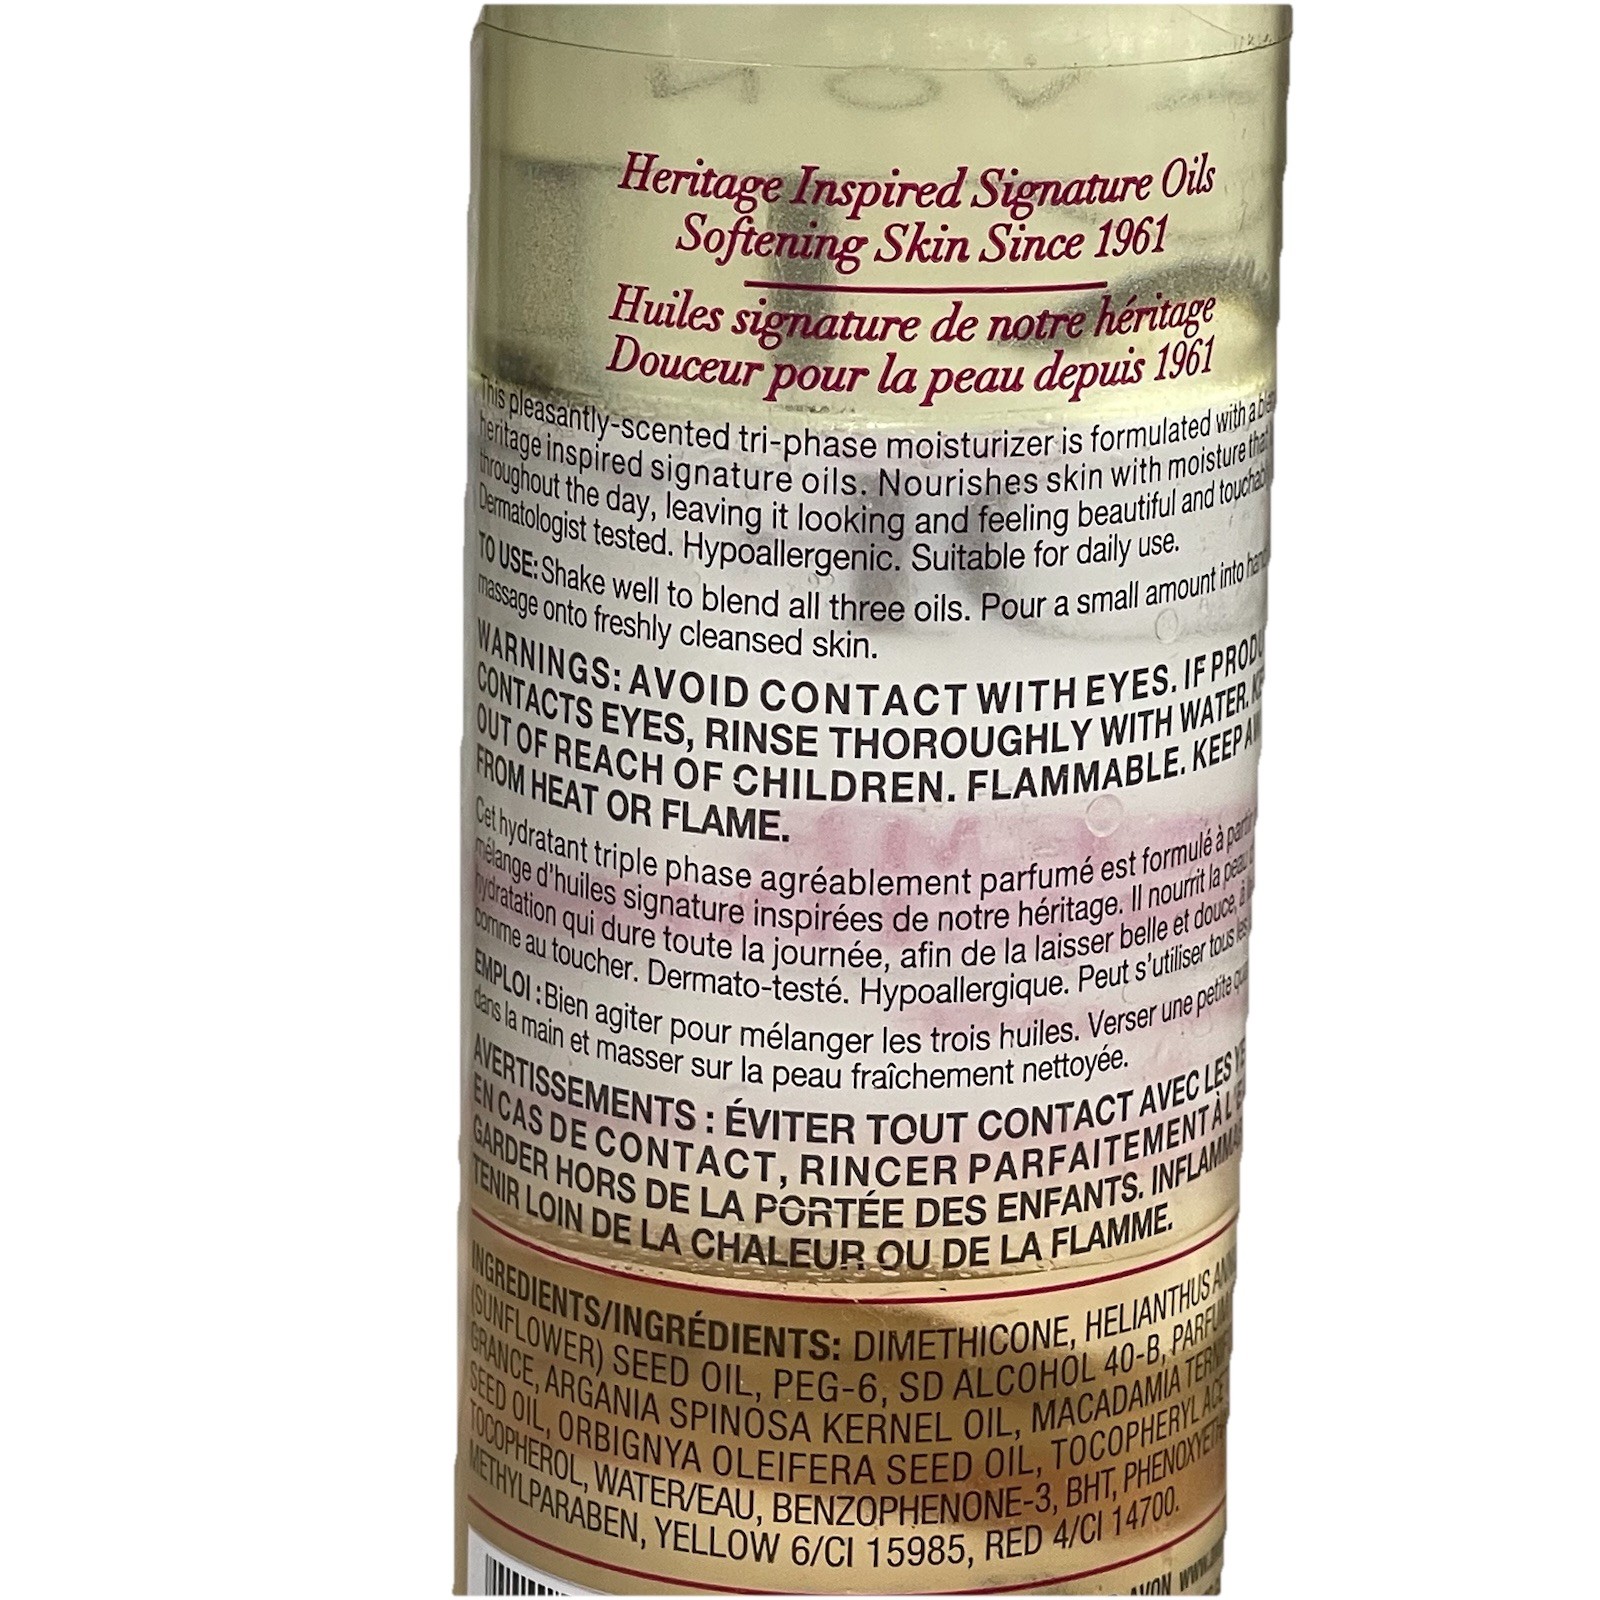 Heritage Inspired Signature Oils
Softening Skin Since 1961
Huiles signature de notre héritage
Douceur pour la peau depuis 1961
This pleasantly-scented tri-phase moisturizer is formulated with a
heritage inspired signature oils. Nourishes skin with moisture
throughout the day, leaving it looking and feeling beautiful and
Dermatologist tested. Hypoallergenic. Suitable for daily use.
TO USE: Shake well to blend all three oils. Pour a small amount into
massage onto freshly cleansed skin.
WARNINGS: AVOID CONTACT WITH EYES. IF
CONTACTS EYES, RINSE THOROUGHLY WITH WATER.
OUT OF REACH OF CHILDREN. FLAMMABLE. KEEP
FROM HEAT OR FLAME.
Cet hydratant triple phase agréablement parfumé est formulé à
mélange d'huiles signature inspirées de notre héritage. Il nourrit la peau
hydratation qui dure toute la journée, afin de la laisser belle et douce, à
comme au toucher. Dermato-testé. Hypoallergique. Peut s'utiliser tous
EMPLOI : Bien agiter pour mélanger les trois huiles. Verser une petite
dans la main et masser sur la peau fraîchement nettoyée.
AVERTISSEMENTS : ÉVITER TOUT CONTACT AVEC LES
EN CAS DE CONTACT, RINCER PARFAITEMENT À
GARDER HORS DE LA PORTÉE DES ENFANTS.
TENIR LOIN DE LA CHALEUR OU DE LA FLAMME.
INGREDIENTS/INGRÉDIENTS: DIMETHICONE, HELIANTHUS
(SUNFLOWER) SEED OIL, PEG-6, SD ALCOHOL 40-B,
GRANCE, ARGANIA SPINOSA KERNEL OIL, MACADAMIA
SEED OIL, ORBIGNYA OLEIFERA SEED OIL, TOCOPHERYL
TOCOPHEROL, WATER/EAU, BENZOPHENONE-3, BHT,
METHYLPARABEN, YELLOW 6/CI 15985, RED 4/CI 14700.
AVON